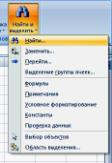 Найти и
выделить
Найти...
Заменить...
Перейти...
Выделение группы ячеек...
Формулы
Примечания
Условное форматирование
Константы
Проверка данных
Выбор объектов
Область выделения...